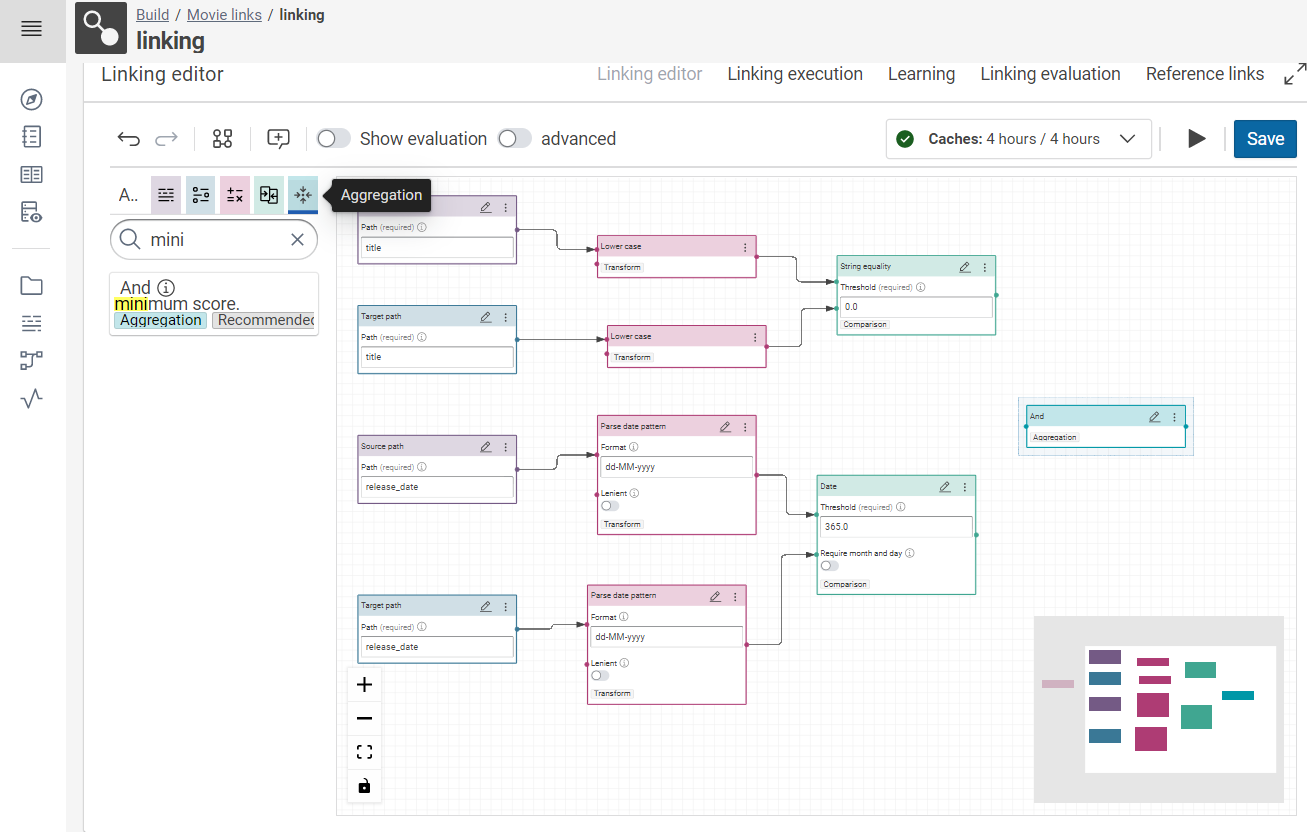 Build / Movie links / linking
linking
Linking editor
Linking editor Linking execution Learning Linking evaluation Reference links
Show evaluation advanced
Caches: 4 hours / 4 hours
Save
A..
Aggregation
mini
And
minimum score.
Aggregation Recommended
Path (required)
title
Lower case
Transform
String equality
Threshold (required)
0.0
Comparison
Target path
Path (required)
title
Lower case
Transform
And
Aggregation
Source path
Path (required)
release_date
Parse date pattern
Format
dd-MM-yyyy
Lenient
Transform
Date
Threshold (required)
365.0
Require month and day
Comparison
Target path
Path (required)
release_date
Parse date pattern
Format
dd-MM-yyyy
Lenient
Transform